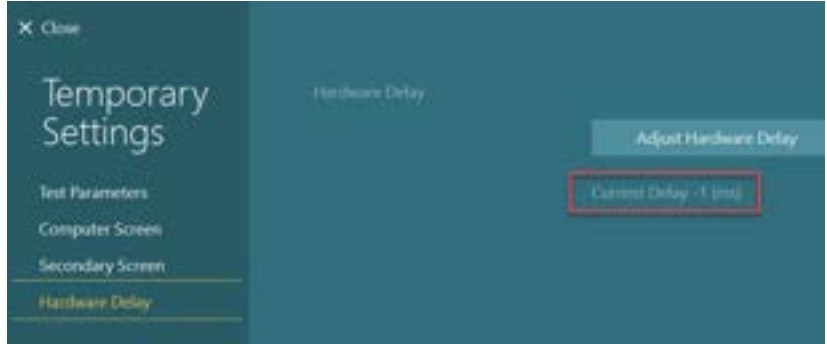 Close
Temporary
Settings
Test Parameters
Computer Screen
Secondary Screen
Hardware Delay
Hardware Delay
Adjust Hardware Delay
Current Delay -1 (ms)